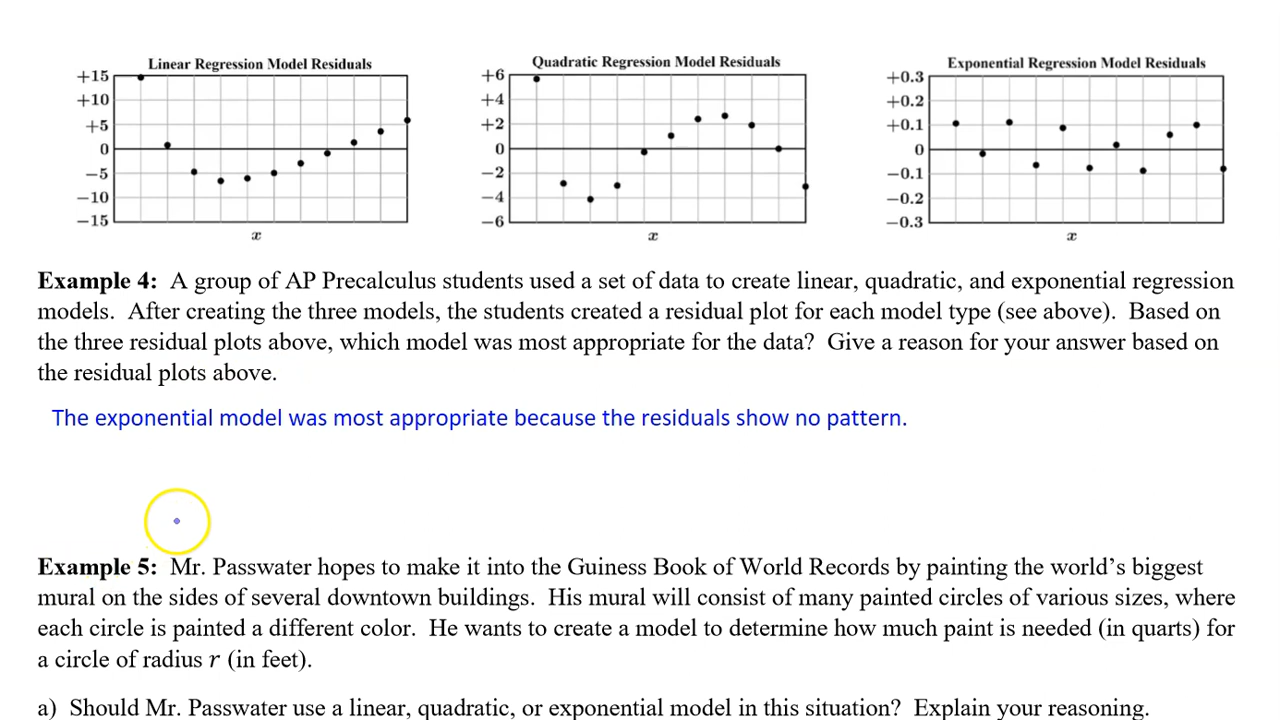 Linear Regression Model Residuals
+15
+10
+5
0
−5
−10
−15
x
Quadratic Regression Model Residuals
+6
+4
+2
0
−2
−4
−6
x
Exponential Regression Model Residuals
+0.3
+0.2
+0.1
0
−0.1
−0.2
−0.3
x
Example 4: A group of AP Precalculus students used a set of data to create linear, quadratic, and exponential regression
models. After creating the three models, the students created a residual plot for each model type (see above). Based on
the three residual plots above, which model was most appropriate for the data? Give a reason for your answer based on
the residual plots above.
The exponential model was most appropriate because the residuals show no pattern.
Example 5: Mr. Passwater hopes to make it into the Guiness Book of World Records by painting the world’s biggest
mural on the sides of several downtown buildings. His mural will consist of many painted circles of various sizes, where
each circle is painted a different color. He wants to create a model to determine how much paint is needed (in quarts) for
a circle of radius r (in feet).
a) Should Mr. Passwater use a linear, quadratic, or exponential model in this situation? Explain your reasoning.